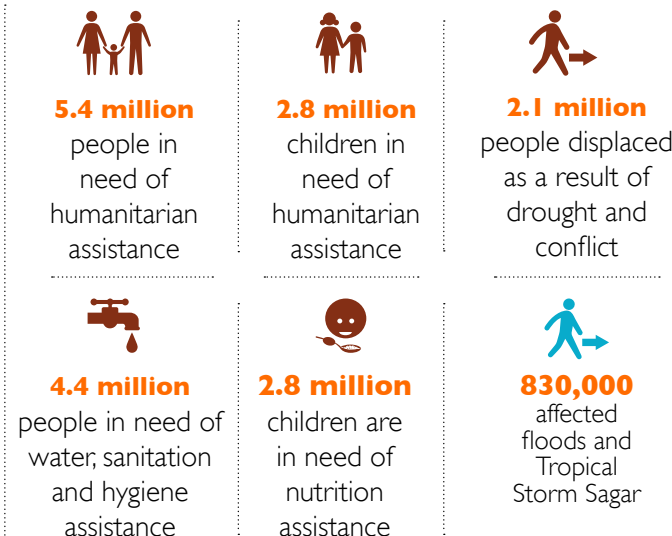 5.4 million
people in
need of
humanitarian
assistance
2.8 million
children in
need of
humanitarian
assistance
2.1 million
people displaced
as a result of
drought and
conflict
4.4 million
people in need of
water, sanitation
and hygiene
assistance
2.8 million
children are
in need of
nutrition
assistance
830,000
affected
floods and
Tropical
Storm Sagar